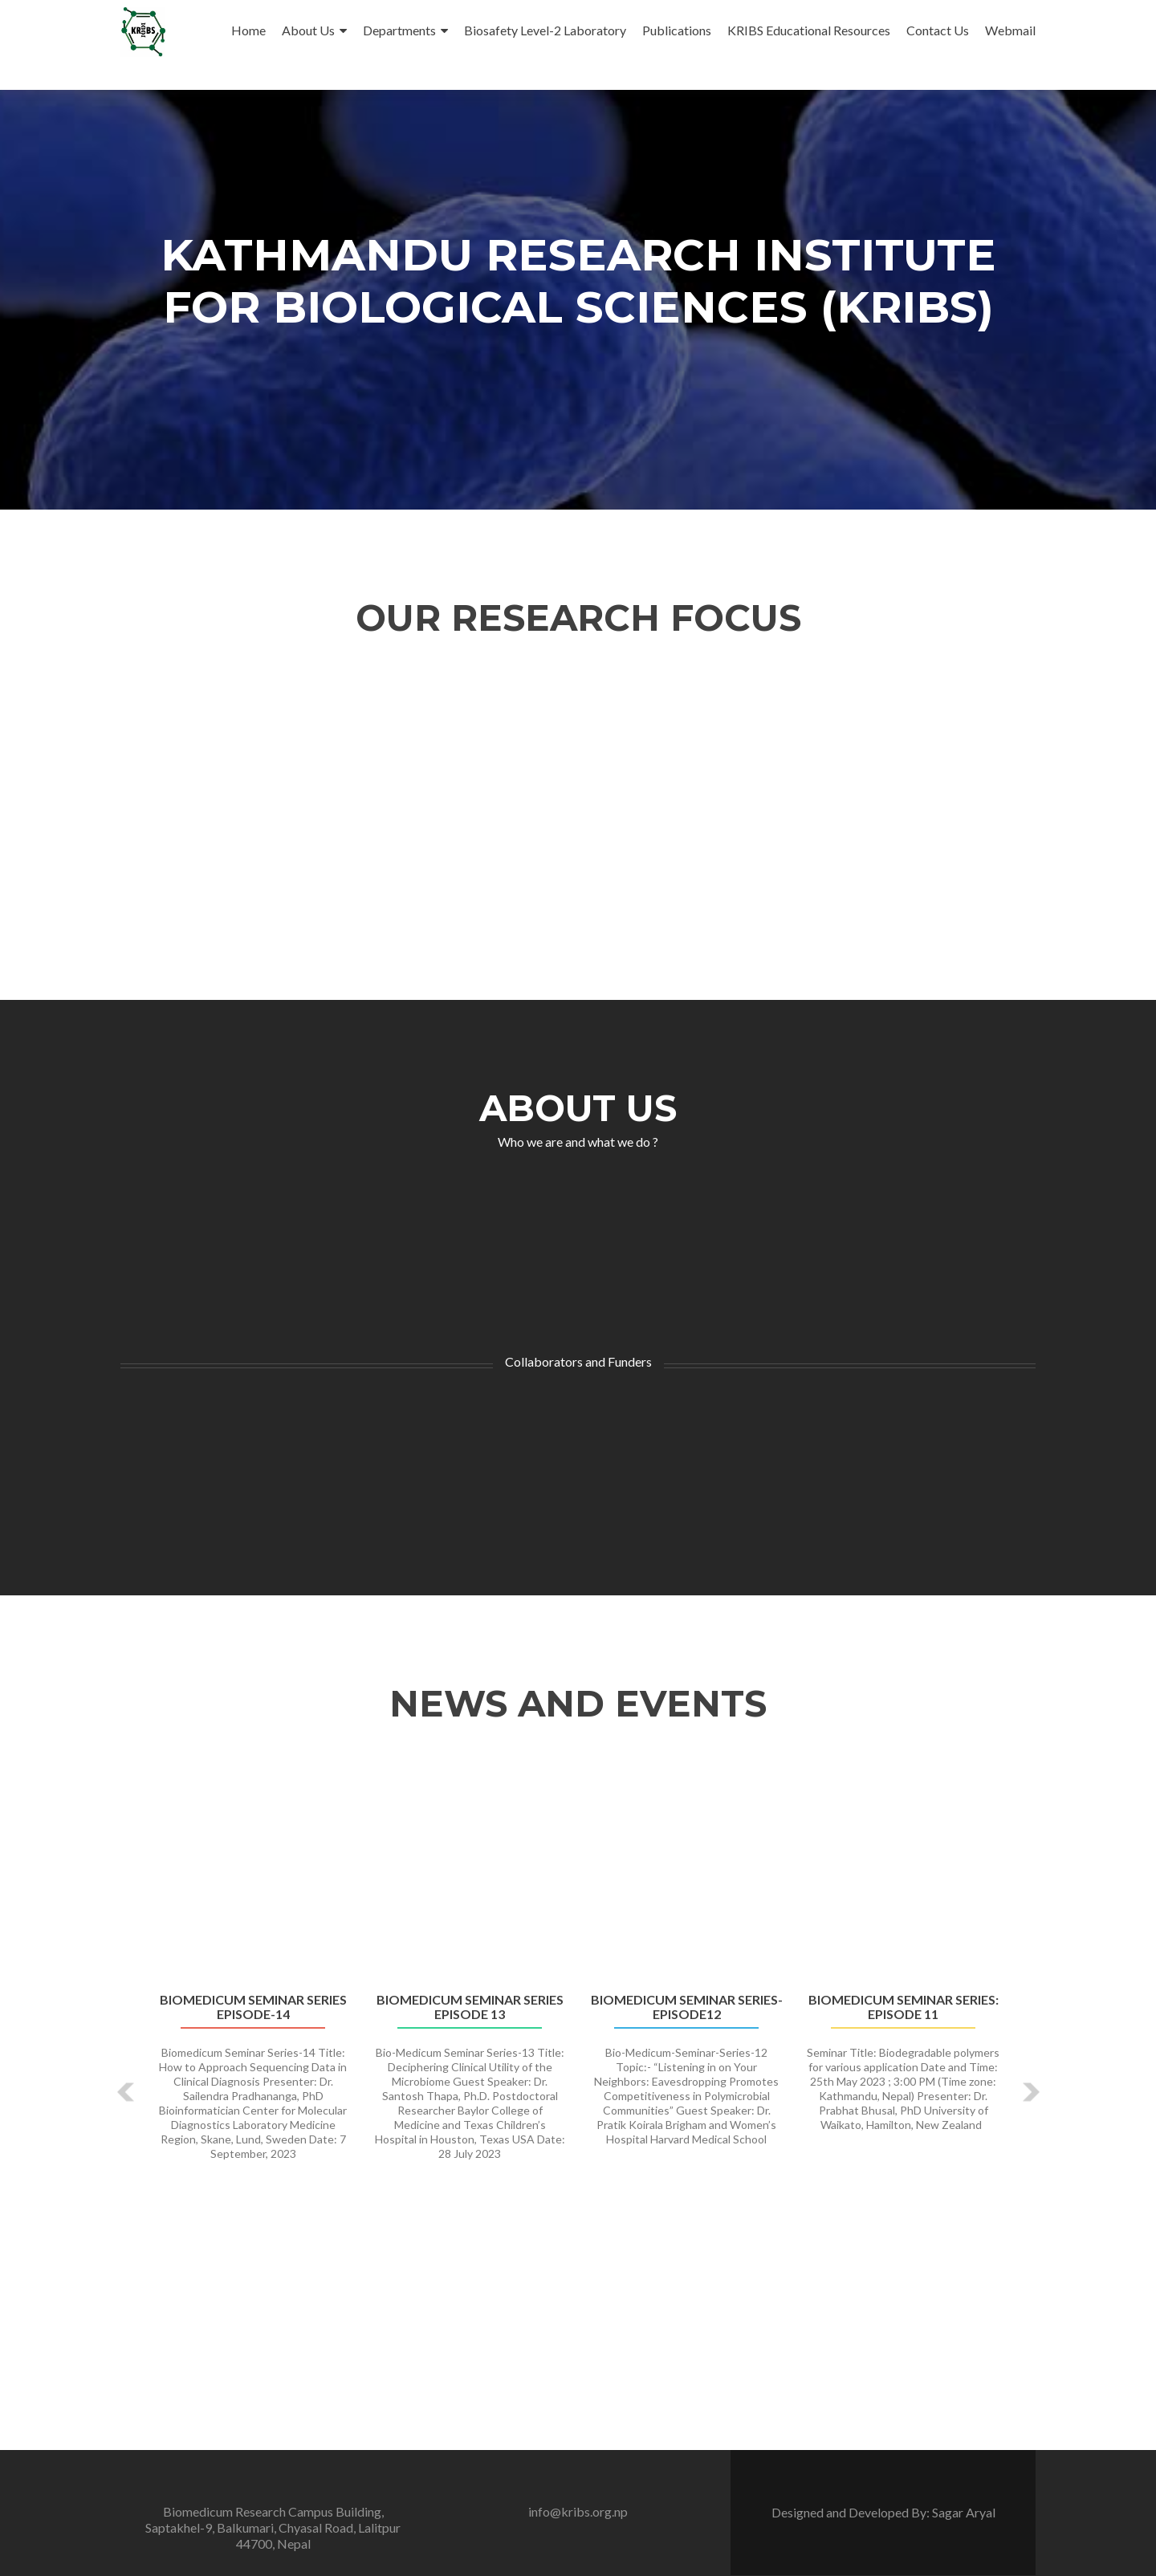 KRIBS
Home About Us Departments Biosafety Level-2 Laboratory Publications KRIBS Educational Resources Contact Us Webmail
KATHMANDU RESEARCH INSTITUTE
FOR BIOLOGICAL SCIENCES (KRIBS)
OUR RESEARCH FOCUS
ABOUT US
Who we are and what we do ?
Collaborators and Funders
NEWS AND EVENTS
BIOMEDICUM SEMINAR SERIES
EPISODE-14
Biomedicum Seminar Series-14 Title:
How to Approach Sequencing Data in
Clinical Diagnosis Presenter: Dr.
Sailendra Pradhananga, PhD
Bioinformatician Center for Molecular
Diagnostics Laboratory Medicine
Region, Skane, Lund, Sweden Date: 7
September, 2023
BIOMEDICUM SEMINAR SERIES
EPISODE 13
Bio-Medicum Seminar Series-13 Title:
Deciphering Clinical Utility of the
Microbiome Guest Speaker: Dr.
Santosh Thapa, Ph.D. Postdoctoral
Researcher Baylor College of
Medicine and Texas Children’s
Hospital in Houston, Texas USA Date:
28 July 2023
BIOMEDICUM SEMINAR SERIES-
EPISODE12
Bio-Medicum-Seminar-Series-12
Topic:- “Listening in on Your
Neighbors: Eavesdropping Promotes
Competitiveness in Polymicrobial
Communities” Guest Speaker: Dr.
Pratik Koirala Brigham and Women’s
Hospital Harvard Medical School
BIOMEDICUM SEMINAR SERIES:
EPISODE 11
Seminar Title: Biodegradable polymers
for various application Date and Time:
25th May 2023 ; 3:00 PM (Time zone:
Kathmandu, Nepal) Presenter: Dr.
Prabhat Bhusal, PhD University of
Waikato, Hamilton, New Zealand
Biomedicum Research Campus Building,
Saptakhel-9, Balkumari, Chyasal Road, Lalitpur
44700, Nepal
info@kribs.org.np
Designed and Developed By: Sagar Aryal